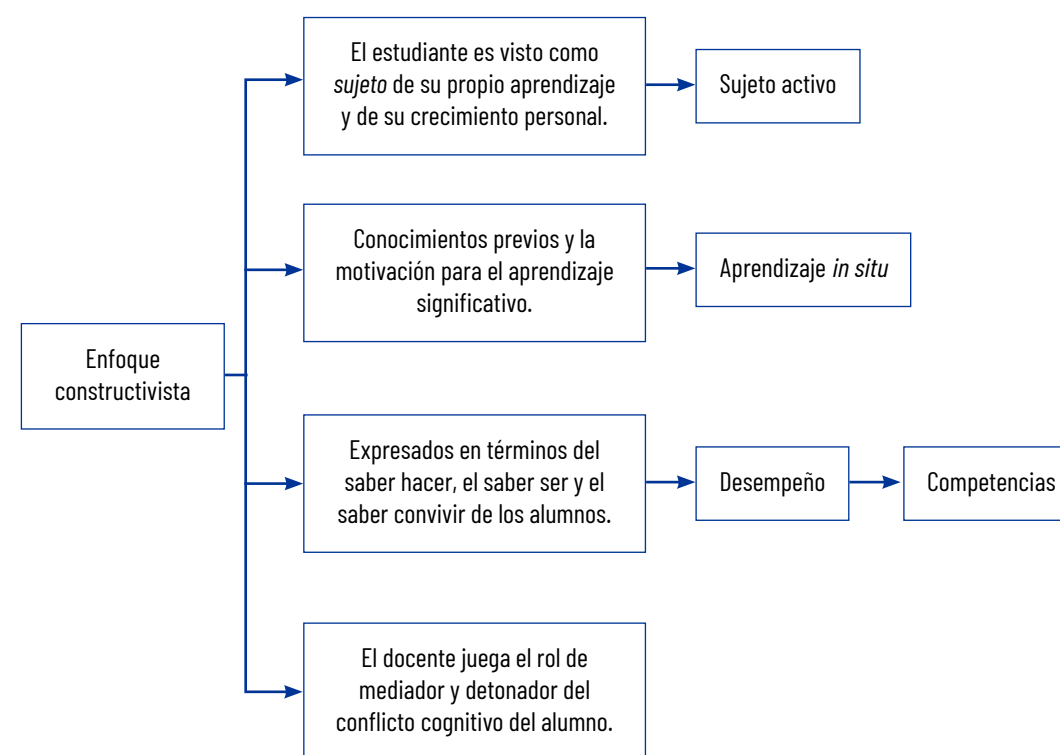 El estudiante es visto como
sujeto de su propio aprendizaje
y de su crecimiento personal.
Sujeto activo
Conocimientos previos y la
motivación para el aprendizaje
significativo.
Aprendizaje in situ
Enfoque
constructivista
Expresados en términos del
saber hacer, el saber ser y el
saber convivir de los alumnos.
Desempeño
Competencias
El docente juega el rol de
mediador y detonador del
conflicto cognitivo del alumno.